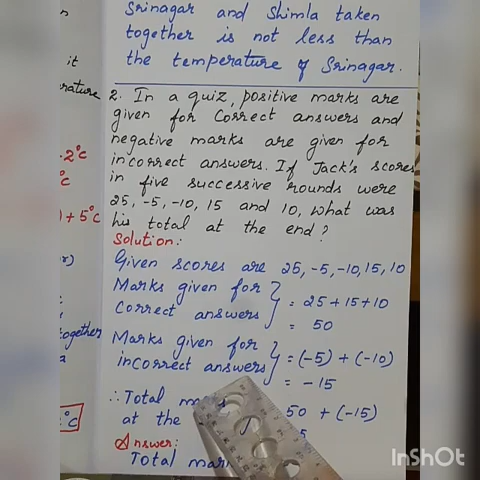 Srinagar and Shimla taken
together is not less than
the temperature of Srinagar.
it
2. In a quiz, positive marks are
given for correct answers and
negative marks are given for
incorrect answers. If Jack's scores
in five successive rounds were
25, -5, -10, 15 and 10, what was
his total at the end?
Solution:
Given scores are 25, -5, -10, 15, 10
Marks given for
correct answers } = 25 + 15 + 10
= 50
Marks given for
incorrect answers } = (-5) + (-10)
= -15
∴ Total
at the 50 + (-15)
Answer:
Total
-2°C
+ 5°C
together
InShOt